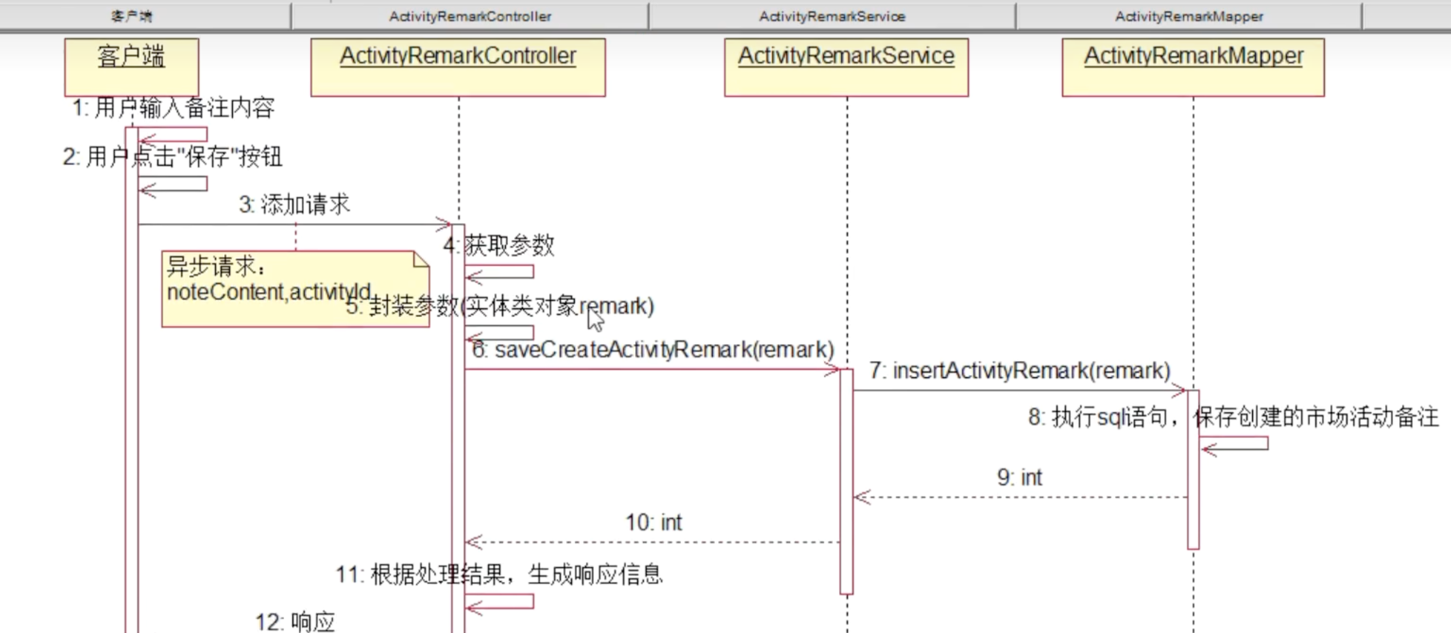 客户端
ActivityRemarkController
ActivityRemarkService
ActivityRemarkMapper
客户端
ActivityRemarkController
ActivityRemarkService
ActivityRemarkMapper
1: 用户输入备注内容
2: 用户点击"保存"按钮
3: 添加请求
4: 获取参数
异步请求：
noteContent,activityId
5: 封装参数(实体类对象remark)
6: saveCreateActivityRemark(remark)
7: insertActivityRemark(remark)
8: 执行sql语句，保存创建的市场活动备注
9: int
10: int
11: 根据处理结果，生成响应信息
12: 响应